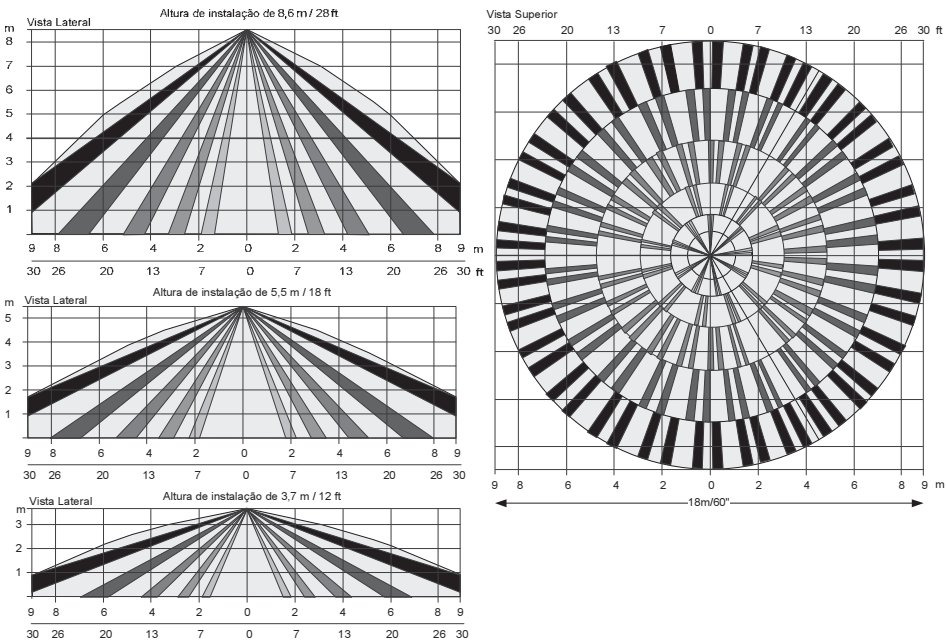 Altura de instalação de 8,6 m / 28 ft
m Vista Lateral
8
7
6
5
4
3
2
1
9 8 6 4 2 0 2 4 6 8 9 m
30 26 20 13 7 0 7 13 20 26 30 ft
Altura de instalação de 5,5 m / 18 ft
m Vista Lateral
5
4
3
2
1
9 8 6 4 2 0 2 4 6 8 9
30 26 20 13 7 0 7 13 20 26 30
Altura de instalação de 3,7 m / 12 ft
Vista Lateral
m
3
2
1
9 8 6 4 2 0 2 4 6 8 9
30 26 20 13 7 0 7 13 20 26 30
Vista Superior
30 26 20 13 7 0 7 13 20 26 30 ft
9 8 6 4 2 0 2 4 6 8 9 m
18m/60"